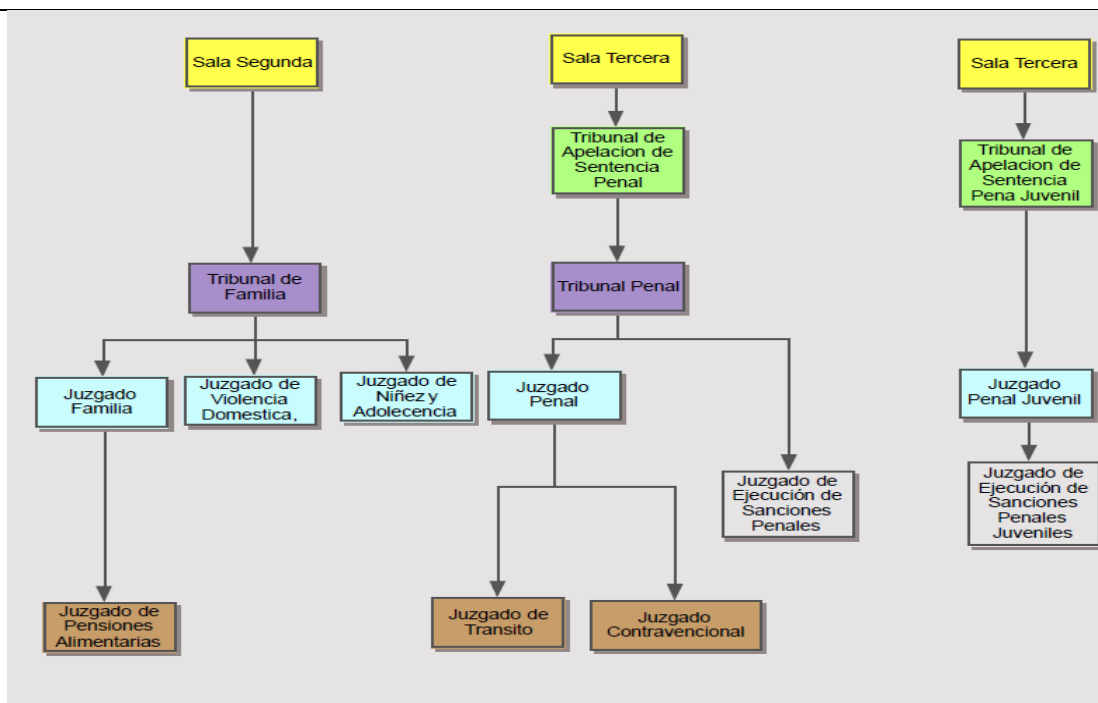 Sala Segunda
Sala Tercera
Sala Tercera
Tribunal de
Apelacion de
Sentencia
Penal
Tribunal de
Apelacion de
Sentencia
Pena Juvenil
Tribunal de
Familia
Tribunal Penal
Juzgado
Familia
Juzgado de
Violencia
Domestica,
Juzgado de
Niñez y
Adolecencia
Juzgado
Penal
Juzgado
Penal Juvenil
Juzgado de
Ejecución de
Sanciones
Penales
Juzgado de
Ejecución de
Sanciones
Penales
Juveniles
Juzgado de
Pensiones
Alimentarias
Juzgado de
Transito
Juzgado
Contravencional